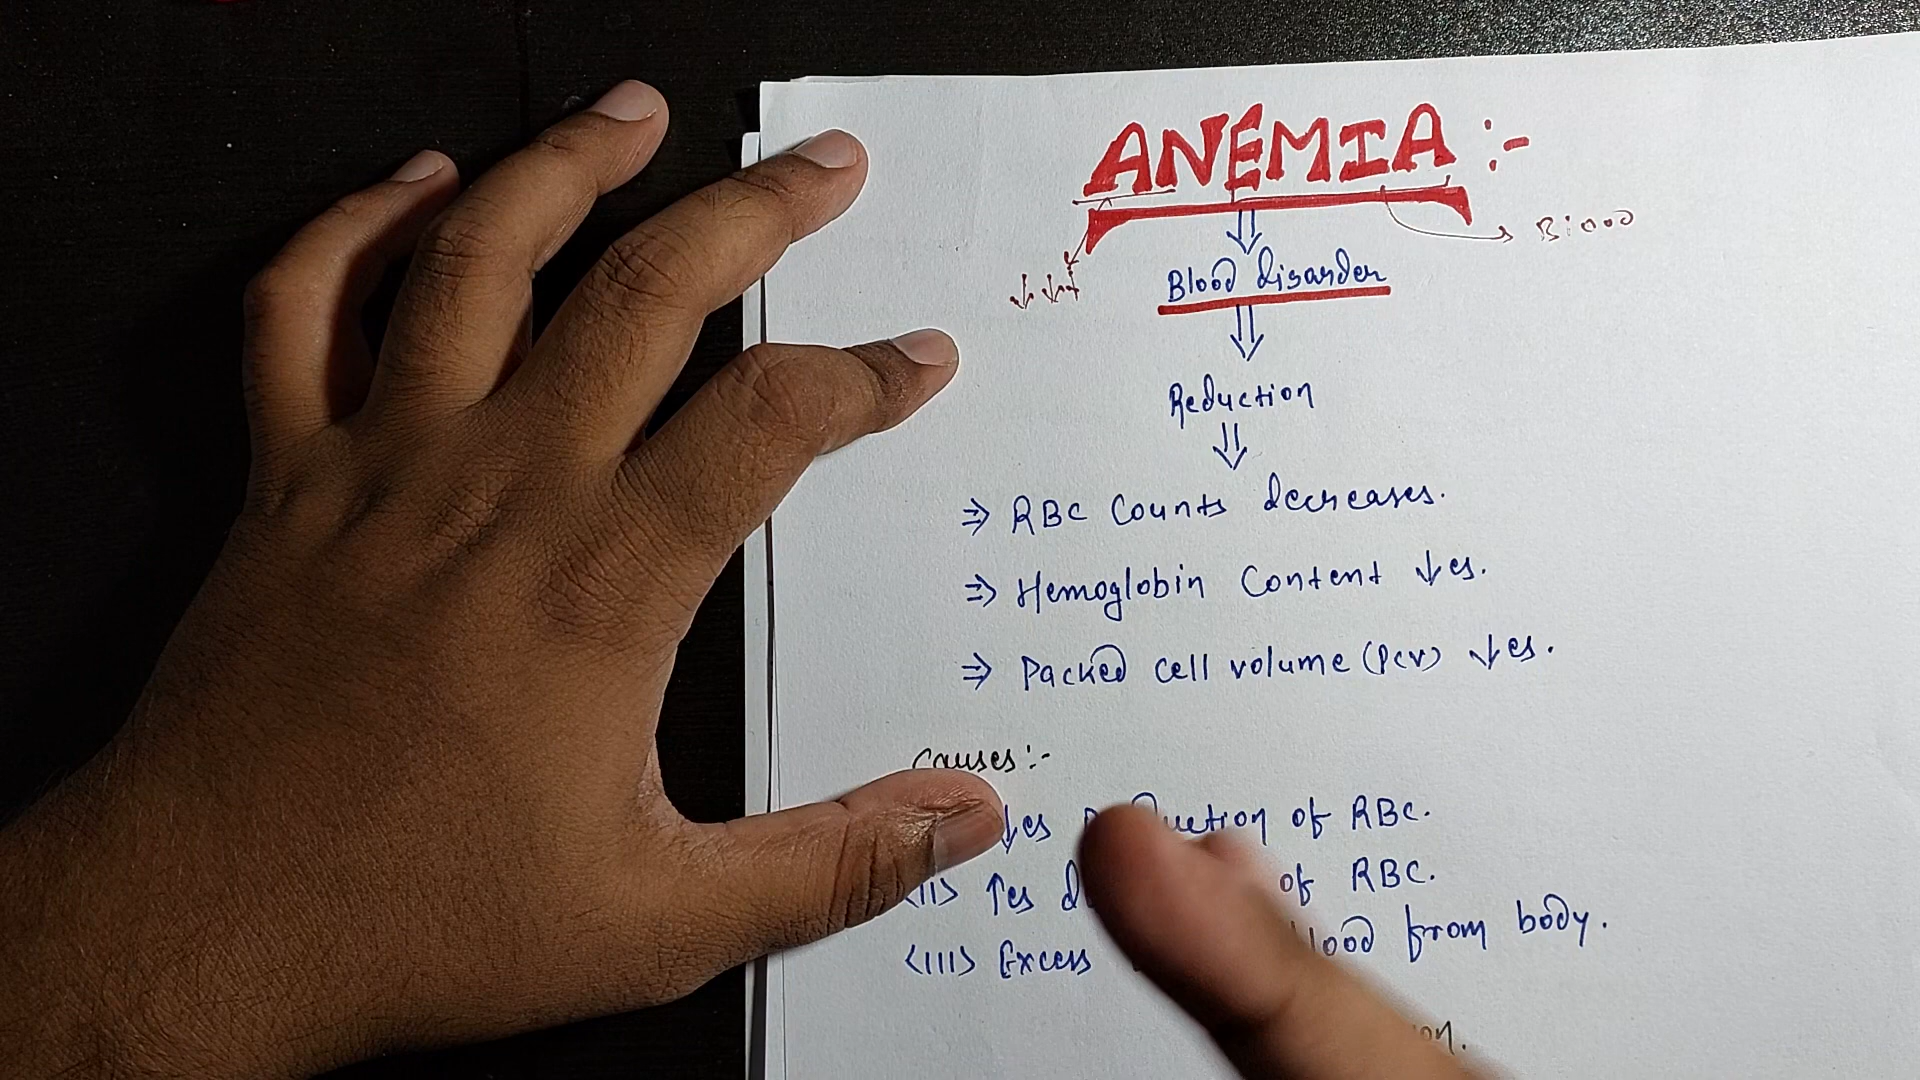 ANEMIA :-
Blood
↓ ↓↓
Blood disorder
Reduction
⇒ RBC Counts decreases.
⇒ Hemoglobin Content ↓es.
⇒ Packed cell volume (PCV) ↓es.
Causes :-
↓es of RBC.
<II> ↑es of RBC.
<III> Excess from body.